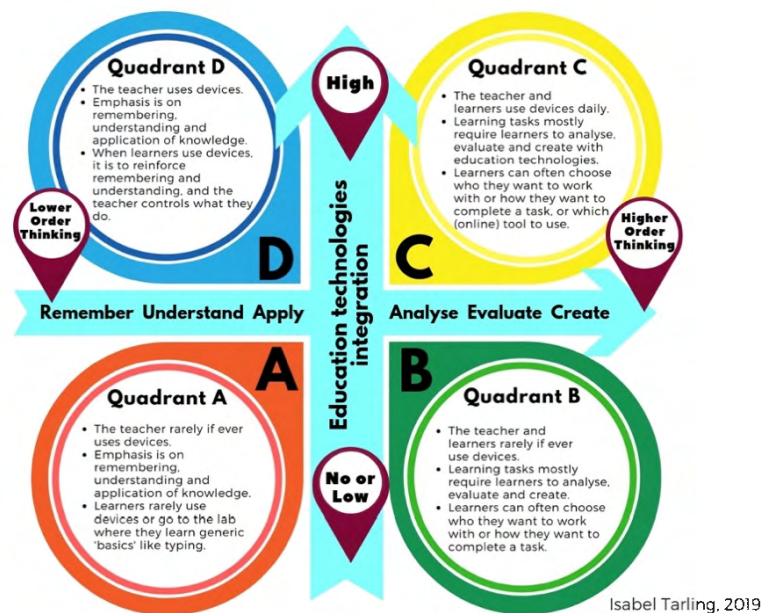 Quadrant D
• The teacher uses devices.
• Emphasis is on
remembering,
understanding and
application of knowledge.
• When learners use devices,
it is to reinforce
remembering and
understanding, and the
teacher controls what they
do.
D
High
Quadrant C
• The teacher and
learners use devices daily.
• Learning tasks mostly
require learners to analyse,
evaluate and create with
education technologies.
• Learners can often choose
who they want to work
with or how they want to
complete a task, or which
(online) tool to use.
C
Lower
Order
Thinking
Higher
Order
Thinking
Remember Understand Apply
Education technologies
integration
Analyse Evaluate Create
A
Quadrant A
• The teacher rarely if ever
uses devices.
• Emphasis is on
remembering,
understanding and
application of knowledge.
• Learners rarely use
devices or go to the lab
where they learn generic
'basics' like typing.
No or
Low
B
Quadrant B
• The teacher and
learners rarely if ever
use devices.
• Learning tasks mostly
require learners to analyse,
evaluate and create.
• Learners can often choose
who they want to work
with or how they want to
complete a task.
Isabel Tarling, 2019